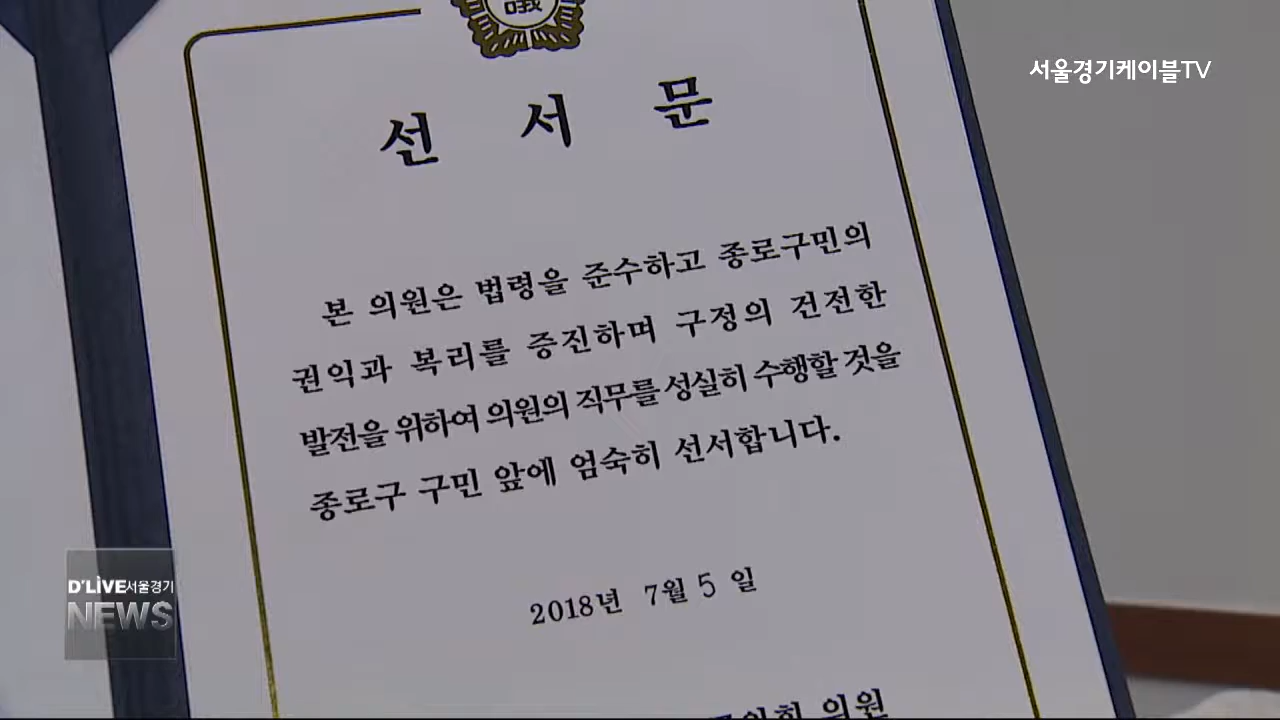 서울경기케이블TV
선 서 문
본 의원은 법령을 준수하고 종로구민의
권익과 복리를 증진하며 구정의 건전한
발전을 위하여 의원의 직무를 성실히 수행할 것을
종로구 구민 앞에 엄숙히 선서합니다.
2018년 7월 5 일
의회 의원
D'LIVE서울경기
NEWS